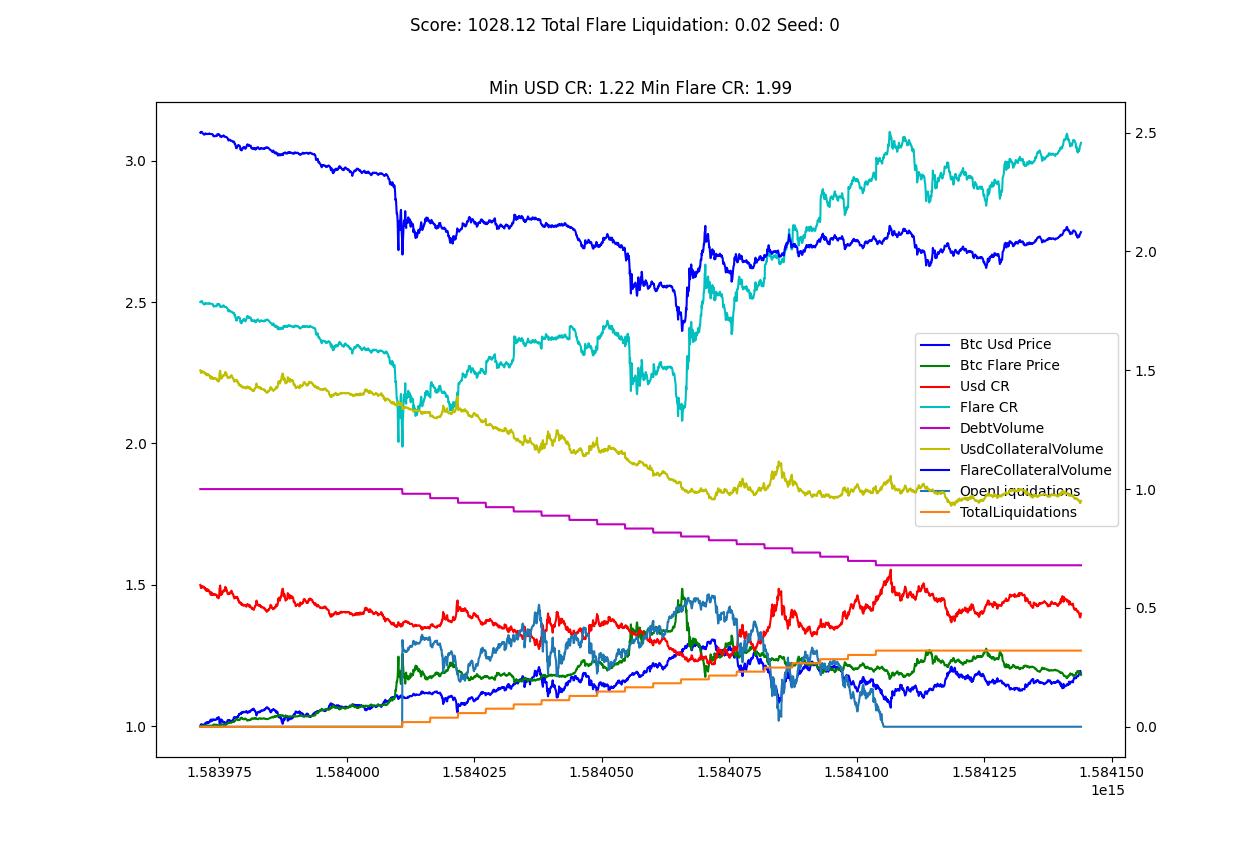 Score: 1028.12 Total Flare Liquidation: 0.02 Seed: 0
Min USD CR: 1.22 Min Flare CR: 1.99
3.0
2.5
2.0
1.5
1.0
2.5
2.0
1.5
1.0
0.5
0.0
Btc Usd Price
Btc Flare Price
Usd CR
Flare CR
DebtVolume
UsdCollateralVolume
FlareCollateralVolume
OpenLiquidations
TotalLiquidations
1.583975 1.584000 1.584025 1.584050 1.584075 1.584100 1.584125 1.584150
1e15